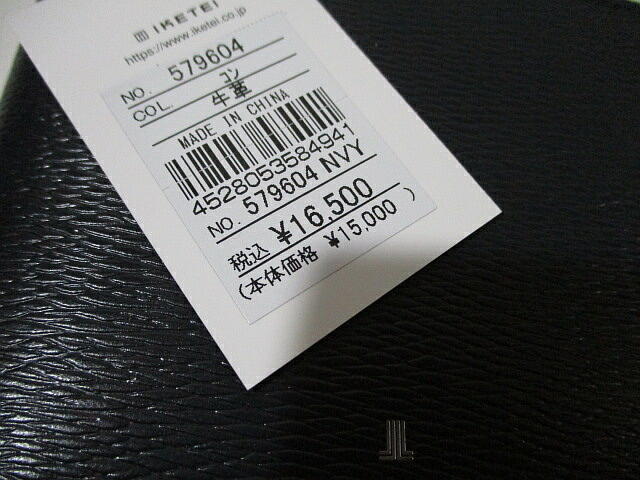 IKETEI
https://www.iketei.co.jp
NO. 579604
COL. コン
牛革
MADE IN CHINA
4528053584941
NO. 579604 NVY
税込 ¥16,500
(本体価格 ¥15,000 )